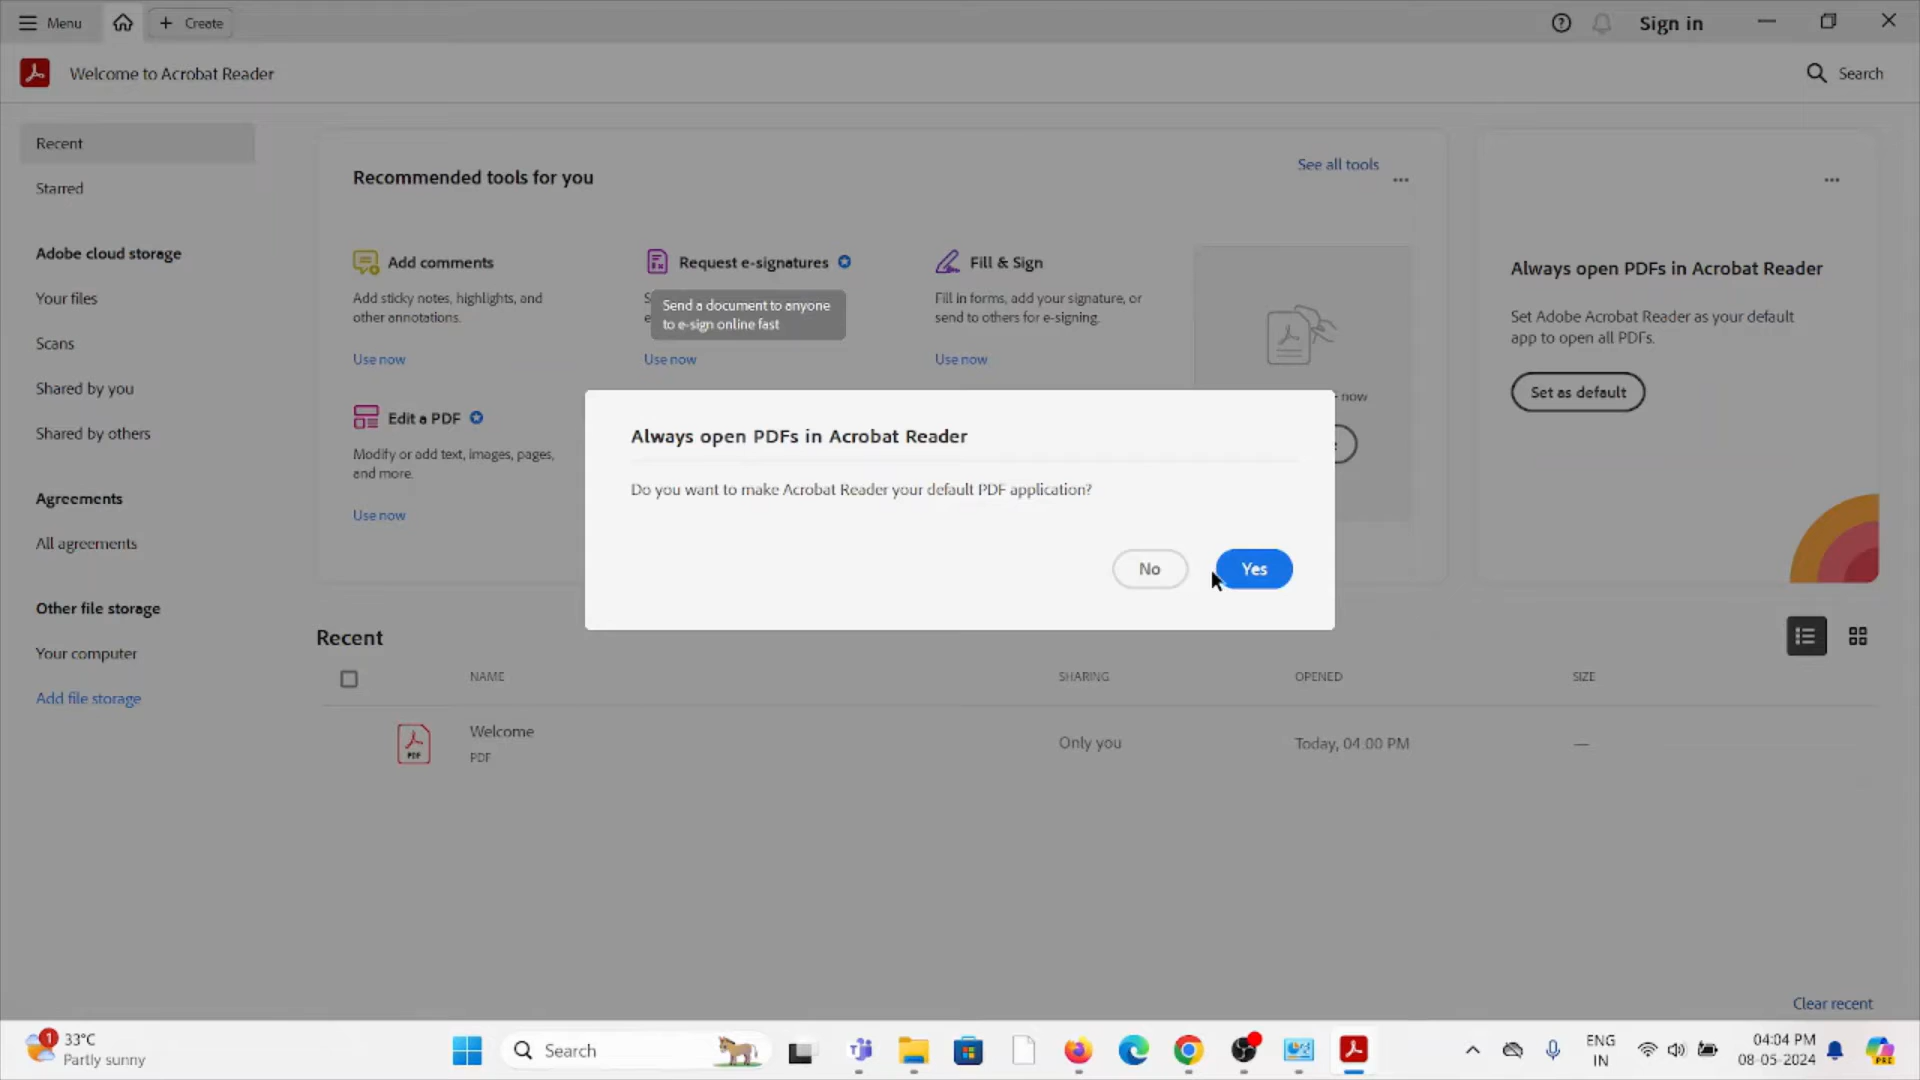 Menu
Create
Sign in
Welcome to Acrobat Reader
Search
Recent
Starred
Adobe cloud storage
Your files
Scans
Shared by you
Shared by others
Agreements
All agreements
Other file storage
Your computer
Add file storage
Recommended tools for you
See all tools
Add comments
Add sticky notes, highlights, and
other annotations.
Use now
Request e-signatures
Send a document to anyone
to e-sign online fast
Use now
Fill & Sign
Fill in forms, add your signature, or
send to others for e-signing.
Use now
Edit a PDF
Modify or add text, images, pages,
and more.
Use now
now
Always open PDFs in Acrobat Reader
Set Adobe Acrobat Reader as your default
app to open all PDFs.
Set as default
Always open PDFs in Acrobat Reader
Do you want to make Acrobat Reader your default PDF application?
No
Yes
Recent
NAME
SHARING
OPENED
SIZE
PDF
Welcome
PDF
Only you
Today, 04:00 PM
—
Clear recent
1
33°C
Partly sunny
Search
ENG
IN
04:04 PM
08-05-2024
PRE